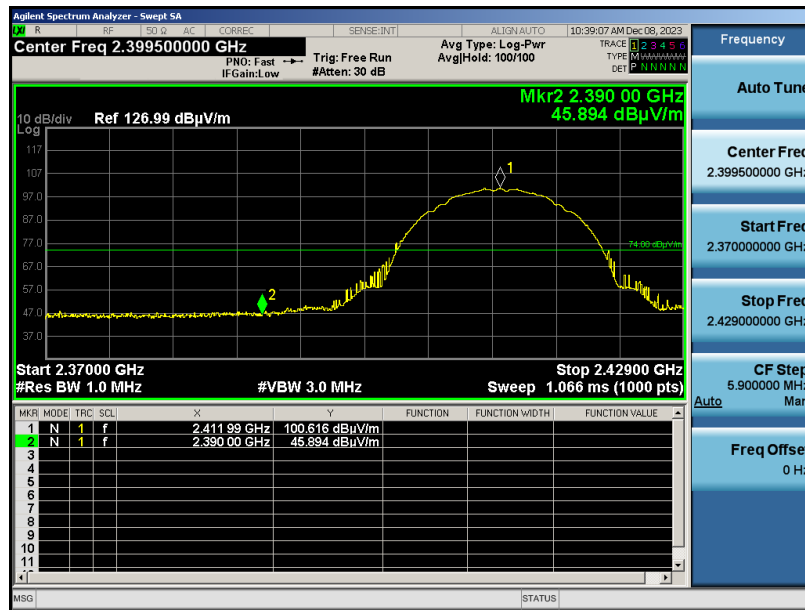 Agilent Spectrum Analyzer - Swept SA
R RF 50 Ω AC CORREC SENSE:INT ALIGN AUTO 10:39:07 AM Dec 08, 2023
Center Freq 2.399500000 GHz
PNO: Fast
IFGain:Low
Trig: Free Run
#Atten: 30 dB
Avg Type: Log-Pwr
Avg|Hold: 100/100
TRACE 1 2 3 4 5 6
TYPE M
DET P N N N N N
Mkr2 2.390 00 GHz
45.894 dBµV/m
10 dB/div Ref 126.99 dBµV/m
Log
117
107
97.0
87.0
77.0
67.0
57.0
47.0
37.0
1
2
74.00 dBµV/m
Start 2.37000 GHz Stop 2.42900 GHz
#Res BW 1.0 MHz #VBW 3.0 MHz Sweep 1.066 ms (1000 pts)
MKR MODE TRC SCL X Y FUNCTION FUNCTION WIDTH FUNCTION VALUE
1 N 1 f 2.411 99 GHz 100.616 dBµV/m
2 N 1 f 2.390 00 GHz 45.894 dBµV/m
3
4
5
6
7
8
9
10
11
MSG STATUS
Frequency
Auto Tune
Center Freq
2.399500000 GHz
Start Freq
2.370000000 GHz
Stop Freq
2.429000000 GHz
CF Step
5.900000 MHz
Auto Man
Freq Offset
0 Hz